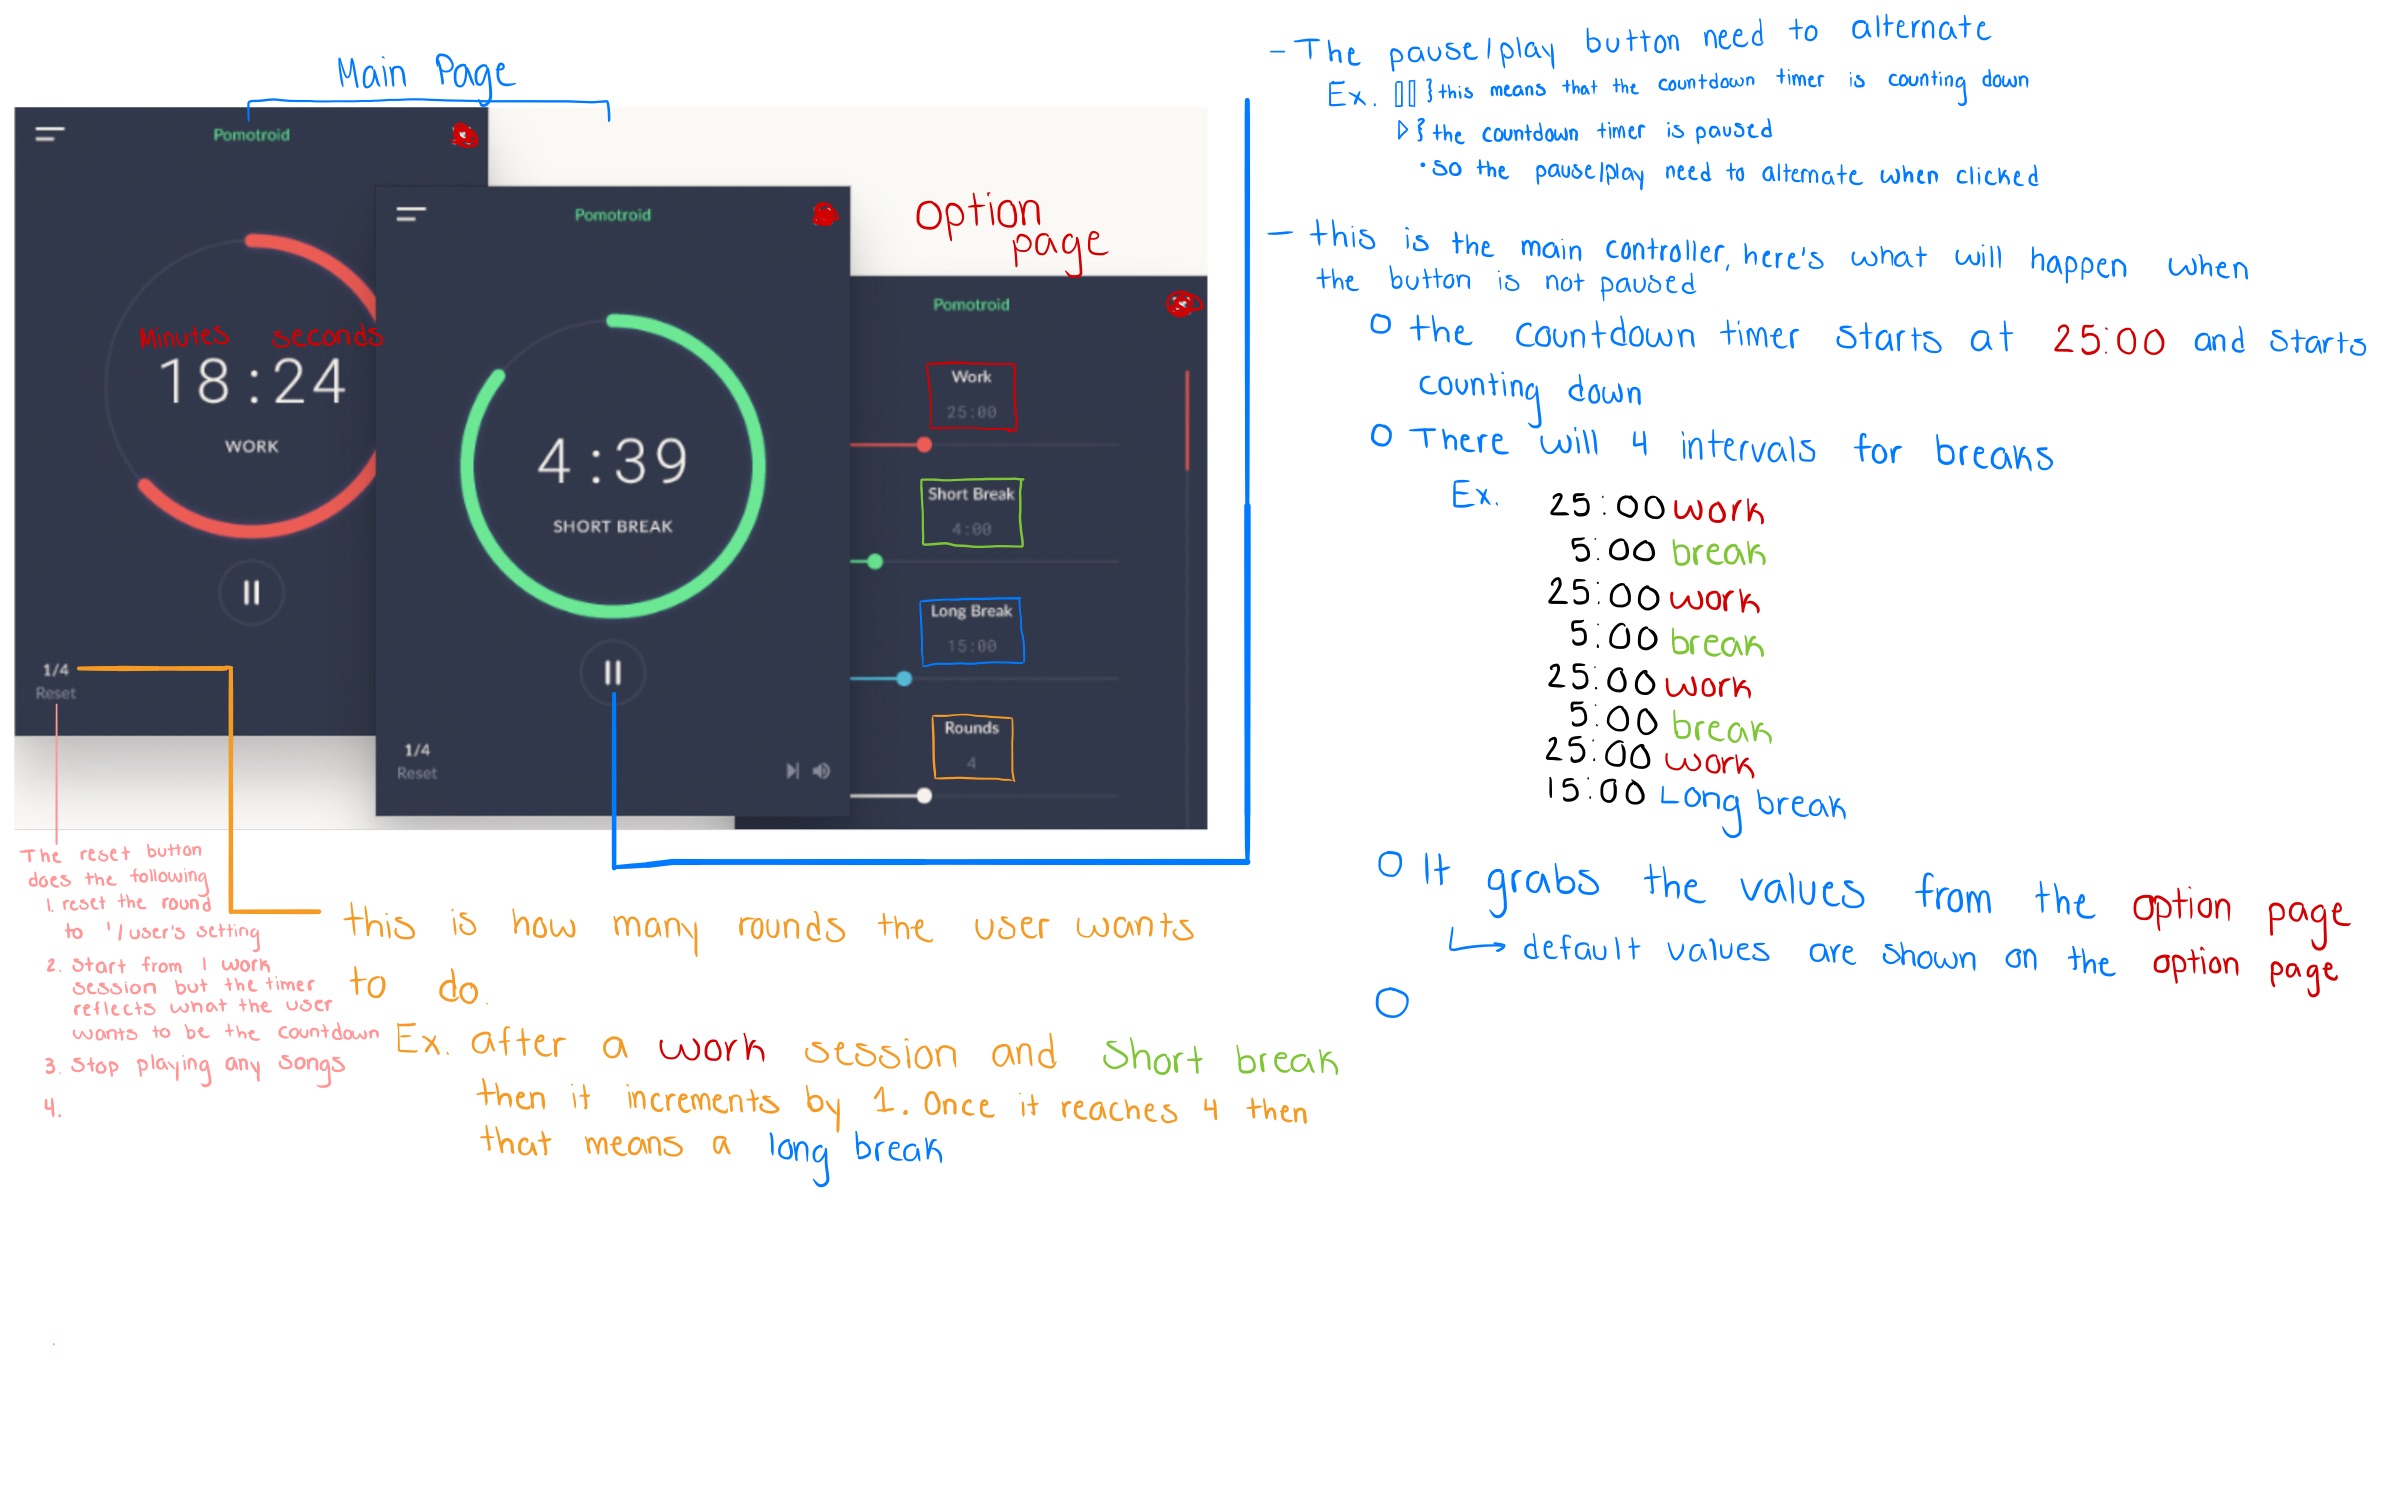 Main Page
Pomotroid
Minutes seconds
18:24
WORK
1/4
Reset
Pomotroid
4:39
SHORT BREAK
1/4
Reset
option
page
Pomotroid
Work
25:00
Short Break
4:00
Long Break
15:00
Rounds
4
The reset button
does the following
1. reset the round
to 1/user's setting
2. Start from 1 work
session but the timer
reflects what the user
wants to be the countdown
3. Stop playing any songs
4.
this is how many rounds the user wants
to do.
Ex. after a work session and Short break
then it increments by 1. Once it reaches 4 then
that means a long break
- The pause/play button need to alternate
Ex. ▯▯ } this means that the countdown timer is counting down
▷ } the countdown timer is paused
• so the pause/play need to alternate when clicked
- this is the main controller, here's what will happen when
the button is not paused
o the countdown timer starts at 25:00 and starts
counting down
o There will 4 intervals for breaks
Ex. 25:00 work
5:00 break
25:00 work
5:00 break
25:00 work
5:00 break
25:00 work
15:00 Long break
o It grabs the values from the option page
↳ default values are shown on the option page
o